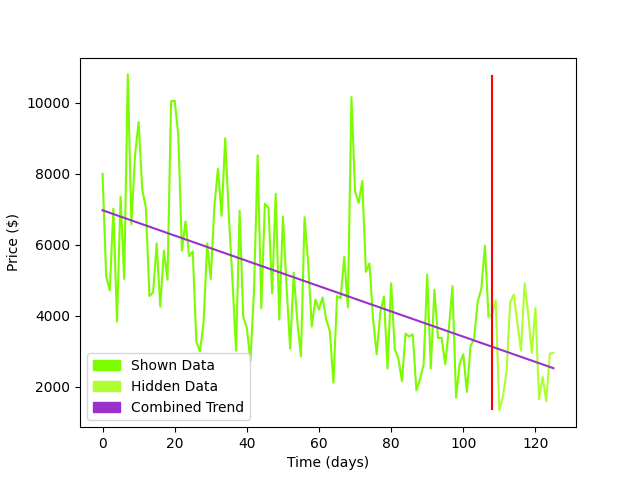 10000
8000
6000
4000
2000
Price ($)
Shown Data
Hidden Data
Combined Trend
0 20 40 60 80 100 120
Time (days)